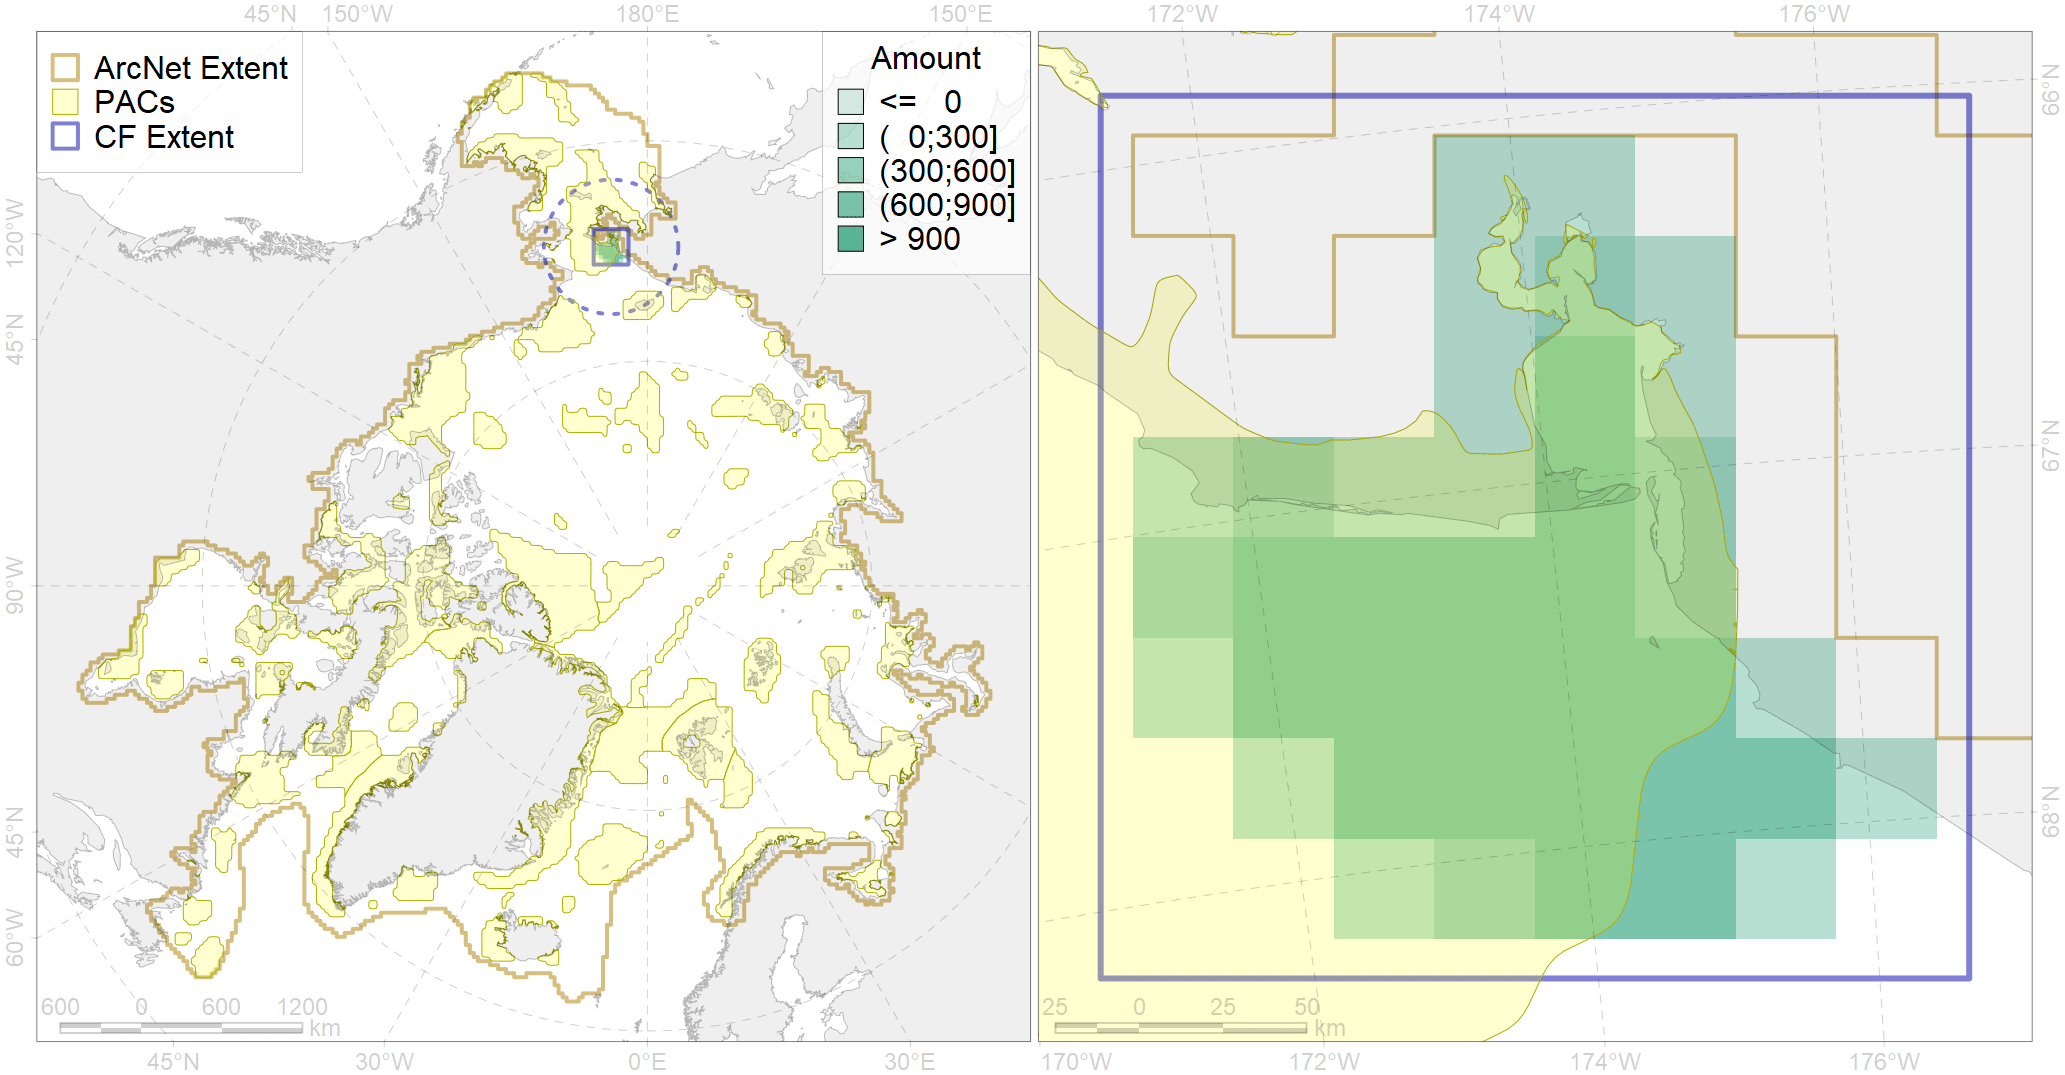 45°N 150°W 180°E 150°E 172°W 174°W 176°W
ArcNet Extent
PACs
CF Extent
Amount
<= 0
( 0;300]
(300;600]
(600;900]
> 900
120°W
45°N
90°W
45°N
60°W
66°N
67°N
68°N
600 0 600 1200
km
25 0 25 50
km
45°N 30°W 0°E 30°E 170°W 172°W 174°W 176°W